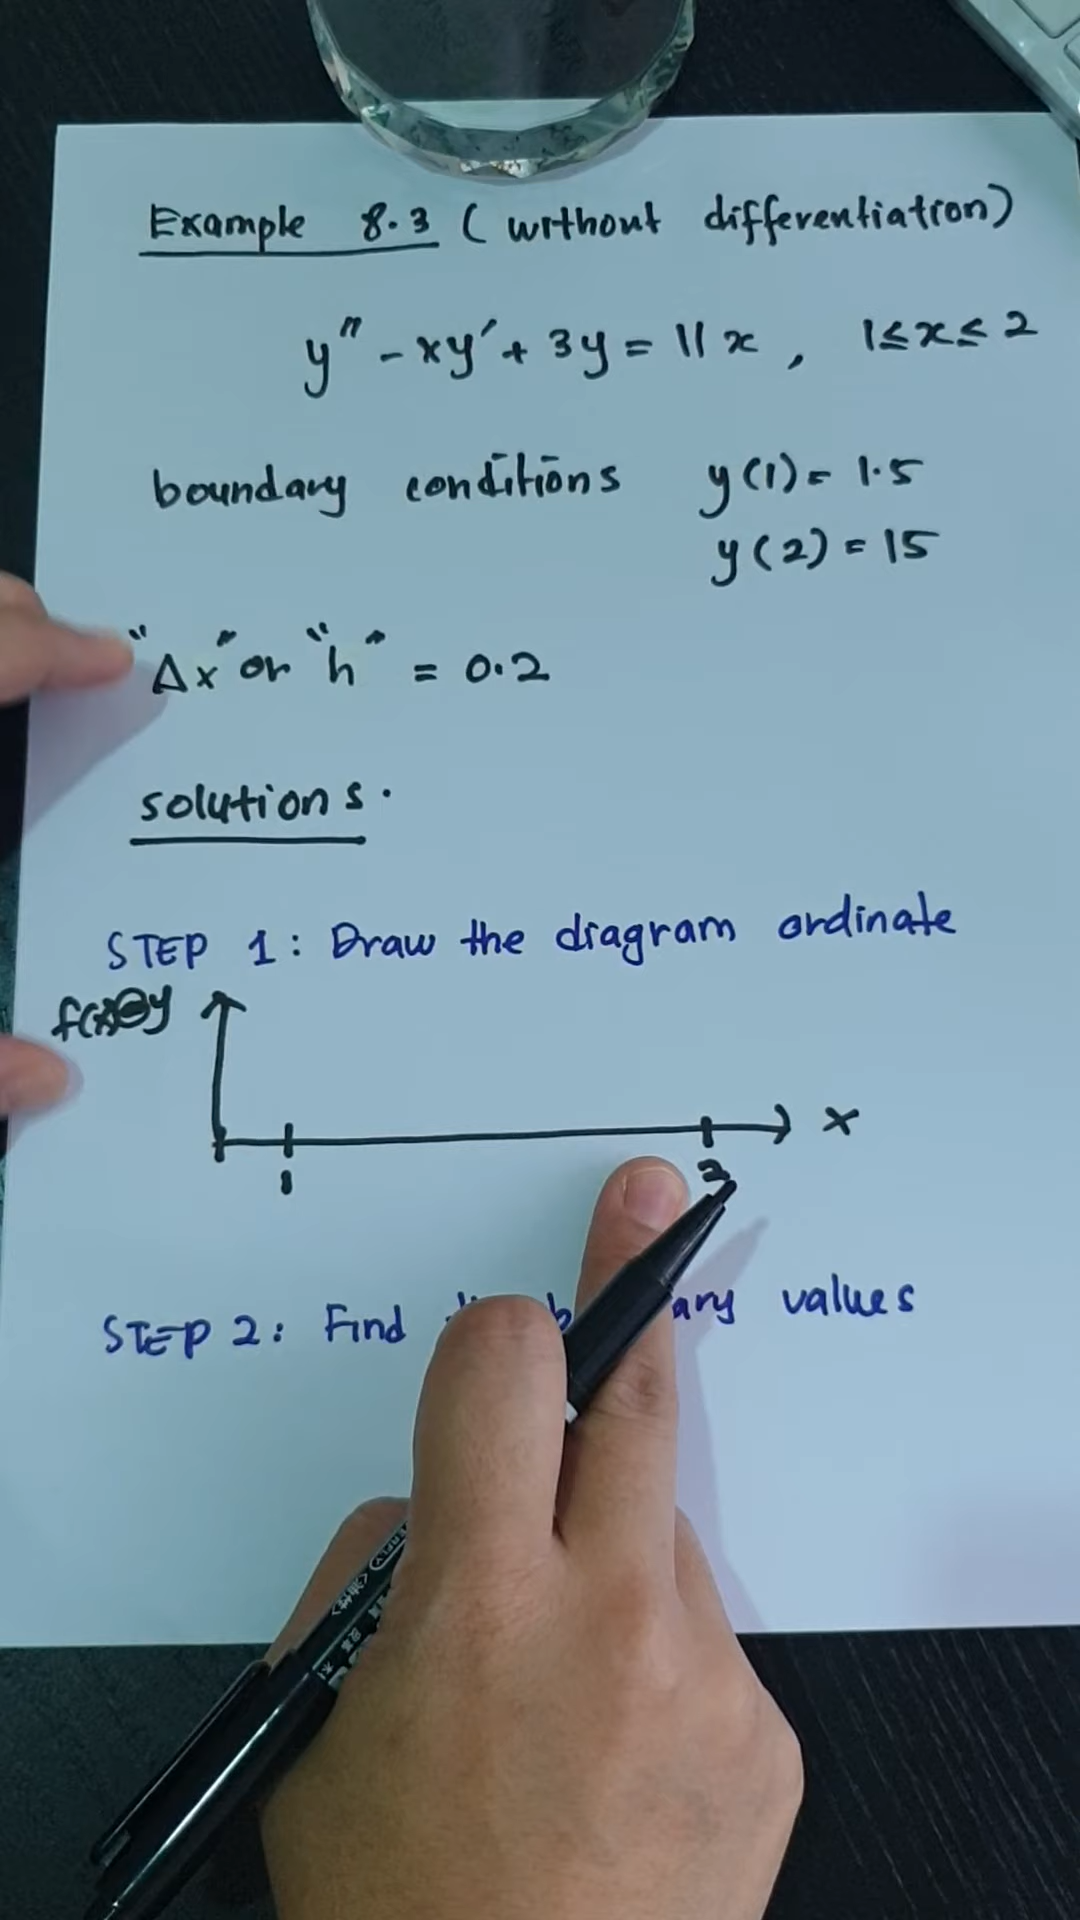 Example 8.3 (without differentiation)
y" - xy' + 3y = 11x , 1≤x≤2
boundary conditions y(1) = 1.5
y(2) = 15
"Δx" or "h" = 0.2
solutions.
STEP 1: Draw the diagram ordinate
x
1 2
STEP 2: Find values